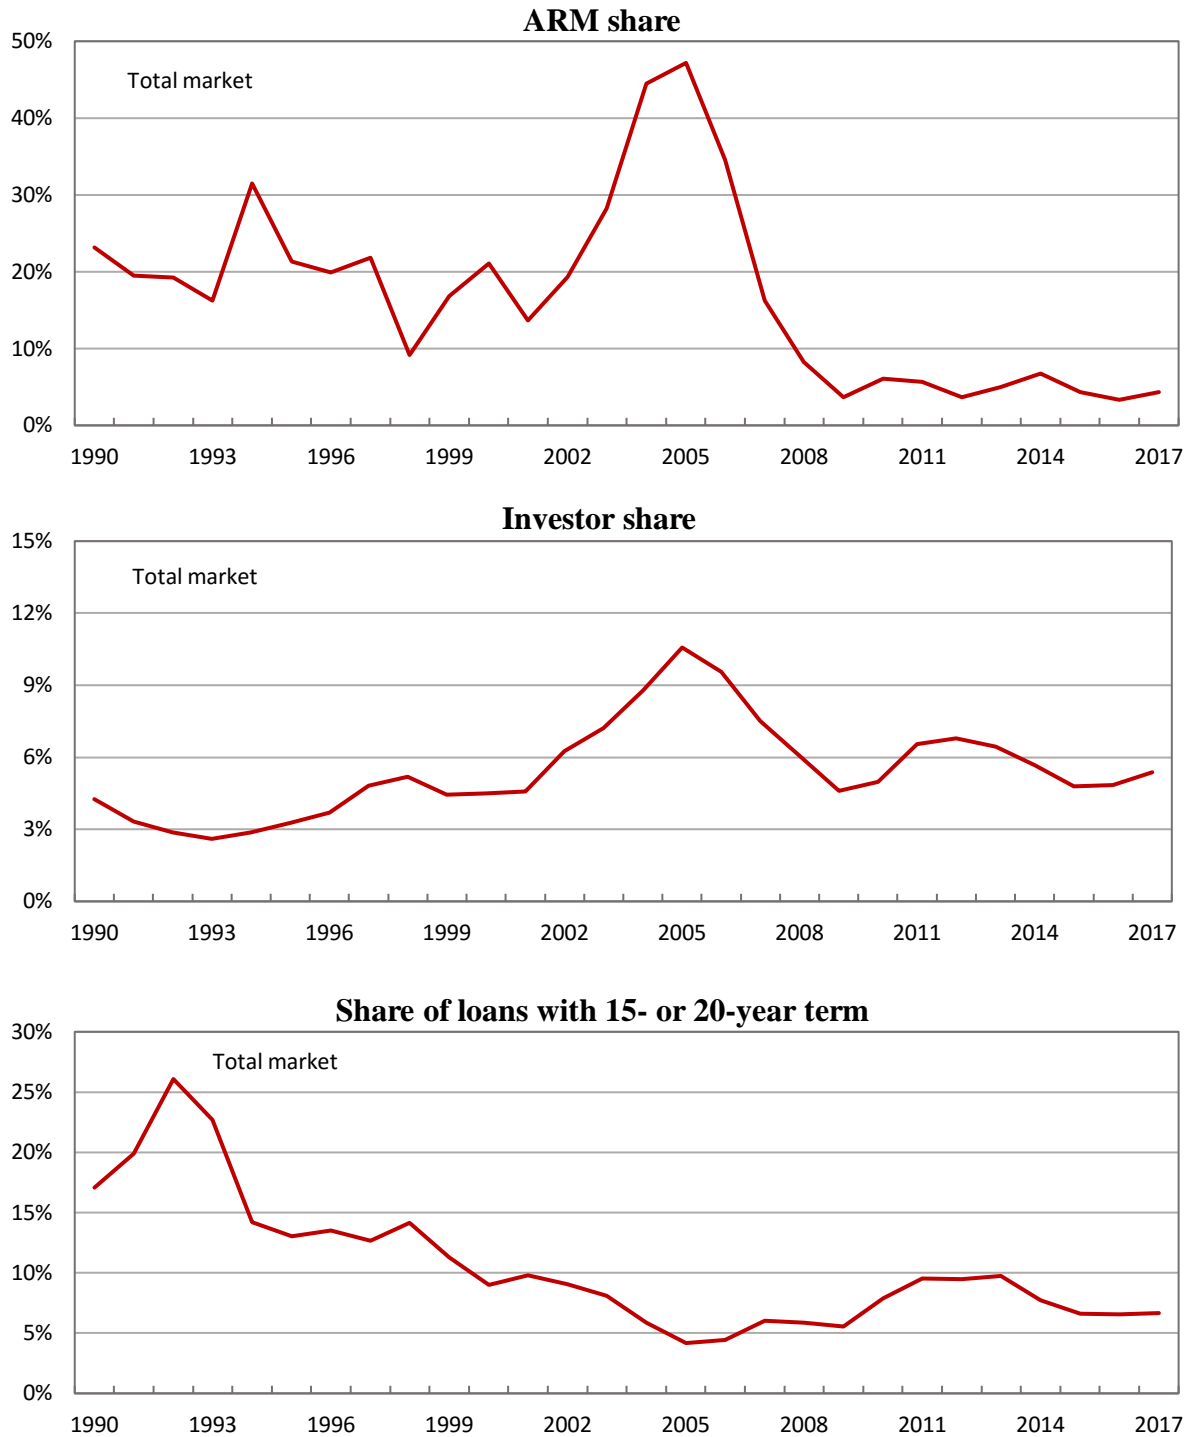 ARM share
50%
Total market
40%
30%
20%
10%
0%
1990 1993 1996 1999 2002 2005 2008 2011 2014 2017
Investor share
15%
Total market
12%
9%
6%
3%
0%
1990 1993 1996 1999 2002 2005 2008 2011 2014 2017
Share of loans with 15- or 20-year term
30%
Total market
25%
20%
15%
10%
5%
0%
1990 1993 1996 1999 2002 2005 2008 2011 2014 2017